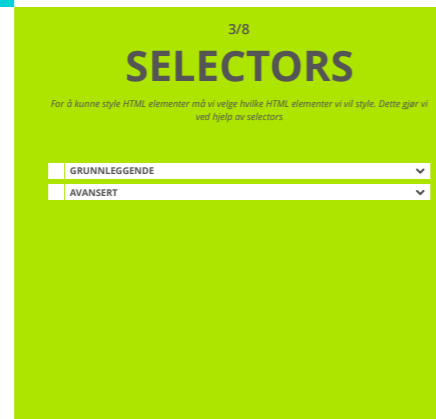 3/8
SELECTORS
For å kunne style HTML elementer må vi velge hvilke HTML elementer vi vil style. Dette gjør vi
ved hjelp av selectors
GRUNNLEGGENDE
AVANSERT